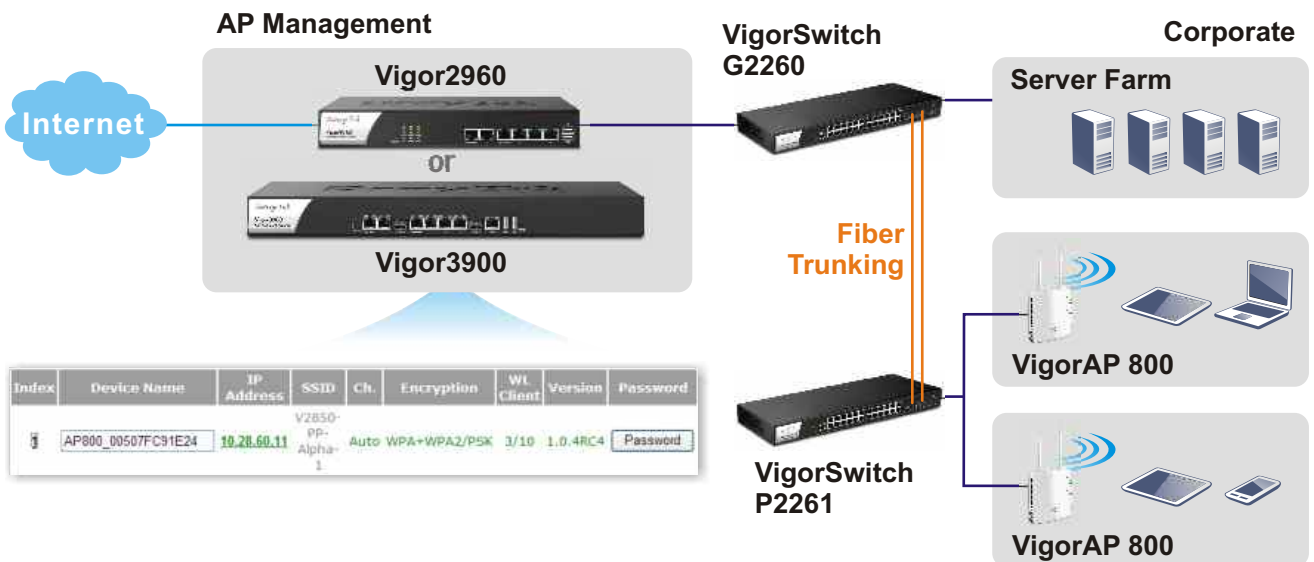 AP Management
Vigor2960
or
Vigor3900
Internet
VigorSwitch
G2260
Corporate
Server Farm
Fiber
Trunking
VigorAP 800
VigorSwitch
P2261
VigorAP 800
Index Device Name IP Address SSID Ch. Encryption WL Client Version Password
1 AP800_00507FC91E24 10.28.60.11 V2850-PP-Alpha-1 Auto WPA+WPA2/PSK 3/10 1.0.4RC4 Password